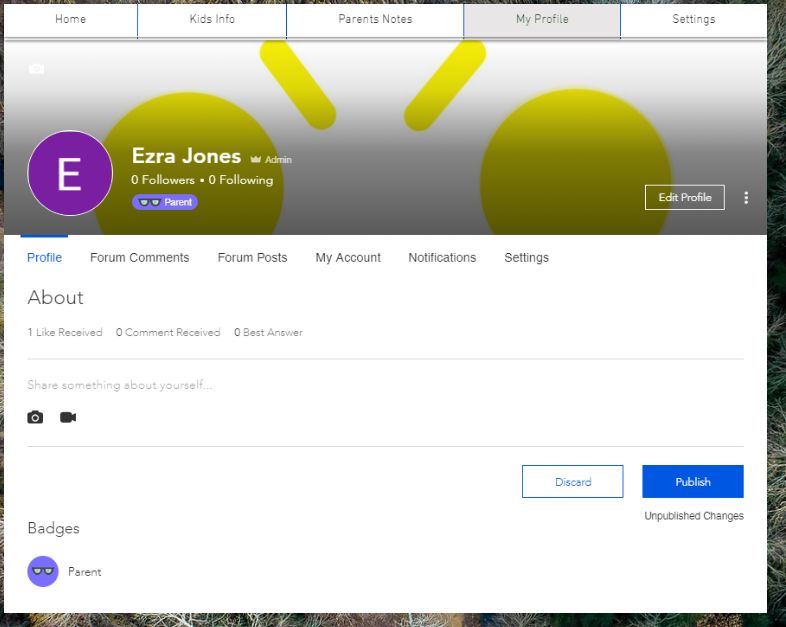 Home Kids Info Parents Notes My Profile Settings
E
Ezra Jones Admin
0 Followers • 0 Following
Parent
Edit Profile
Profile Forum Comments Forum Posts My Account Notifications Settings
About
1 Like Received 0 Comment Received 0 Best Answer
Share something about yourself...
Discard Publish
Unpublished Changes
Badges
Parent